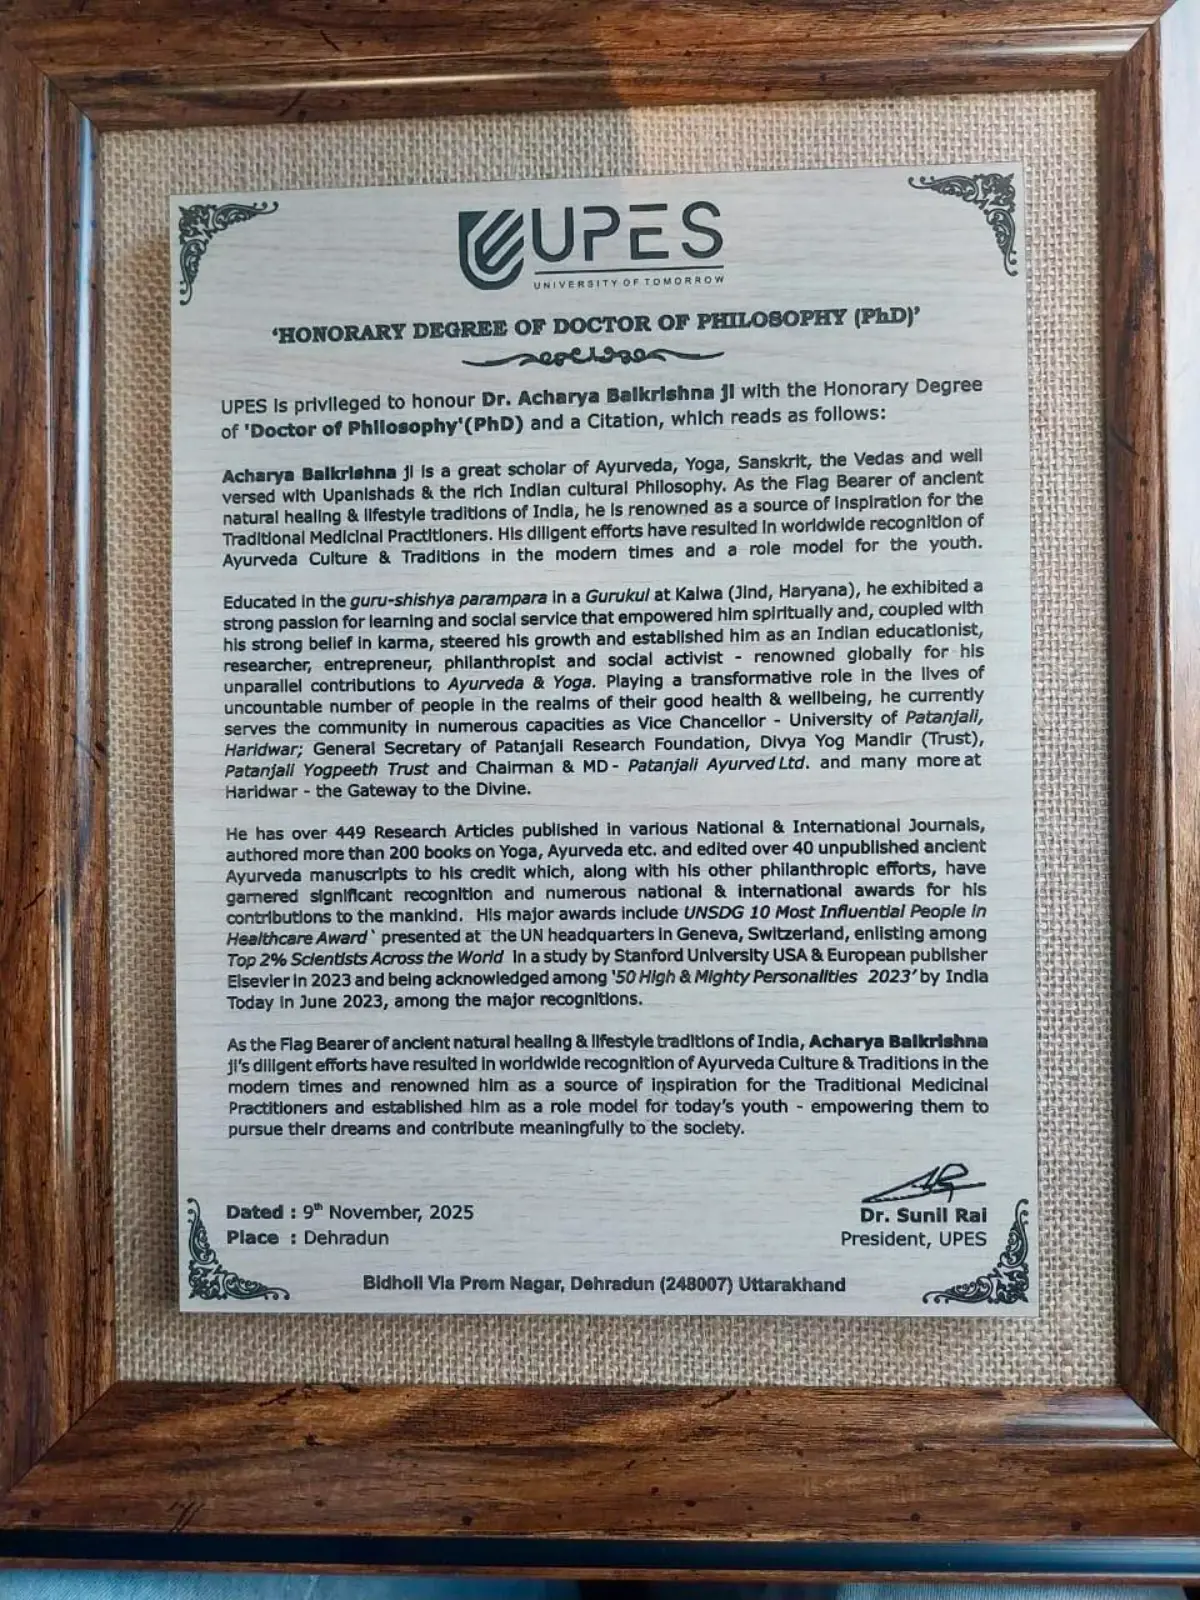 UPES
UNIVERSITY OF TOMORROW
‘HONORARY DEGREE OF DOCTOR OF PHILOSOPHY (PhD)’
UPES is privileged to honour Dr. Acharya Balkrishna ji with the Honorary Degree
of 'Doctor of Philosophy'(PhD) and a Citation, which reads as follows:
Acharya Balkrishna ji is a great scholar of Ayurveda, Yoga, Sanskrit, the Vedas and well
versed with Upanishads & the rich Indian cultural Philosophy. As the Flag Bearer of ancient
natural healing & lifestyle traditions of India, he is renowned as a source of inspiration for the
Traditional Medicinal Practitioners. His diligent efforts have resulted in worldwide recognition of
Ayurveda Culture & Traditions in the modern times and a role model for the youth.
Educated in the guru-shishya parampara in a Gurukul at Kalwa (Jind, Haryana), he exhibited a
strong passion for learning and social service that empowered him spiritually and, coupled with
his strong belief in karma, steered his growth and established him as an Indian educationist,
researcher, entrepreneur, philanthropist and social activist - renowned globally for his
unparallel contributions to Ayurveda & Yoga. Playing a transformative role in the lives of
uncountable number of people in the realms of their good health & wellbeing, he currently
serves the community in numerous capacities as Vice Chancellor - University of Patanjali,
Haridwar; General Secretary of Patanjali Research Foundation, Divya Yog Mandir (Trust),
Patanjali Yogpeeth Trust and Chairman & MD - Patanjali Ayurved Ltd. and many more at
Haridwar - the Gateway to the Divine.
He has over 449 Research Articles published in various National & International Journals,
authored more than 200 books on Yoga, Ayurveda etc. and edited over 40 unpublished ancient
Ayurveda manuscripts to his credit which, along with his other philanthropic efforts, have
garnered significant recognition and numerous national & international awards for his
contributions to the mankind. His major awards include UNSDG 10 Most Influential People in
Healthcare Award` presented at the UN headquarters in Geneva, Switzerland, enlisting among
Top 2% Scientists Across the World in a study by Stanford University USA & European publisher
Elsevier in 2023 and being acknowledged among ‘50 High & Mighty Personalities 2023’ by India
Today in June 2023, among the major recognitions.
As the Flag Bearer of ancient natural healing & lifestyle traditions of India, Acharya Balkrishna
ji’s diligent efforts have resulted in worldwide recognition of Ayurveda Culture & Traditions in the
modern times and renowned him as a source of inspiration for the Traditional Medicinal
Practitioners and established him as a role model for today’s youth - empowering them to
pursue their dreams and contribute meaningfully to the society.
Dated : 9th November, 2025
Place : Dehradun
Dr. Sunil Rai
President, UPES
Bidholi Via Prem Nagar, Dehradun (248007) Uttarakhand